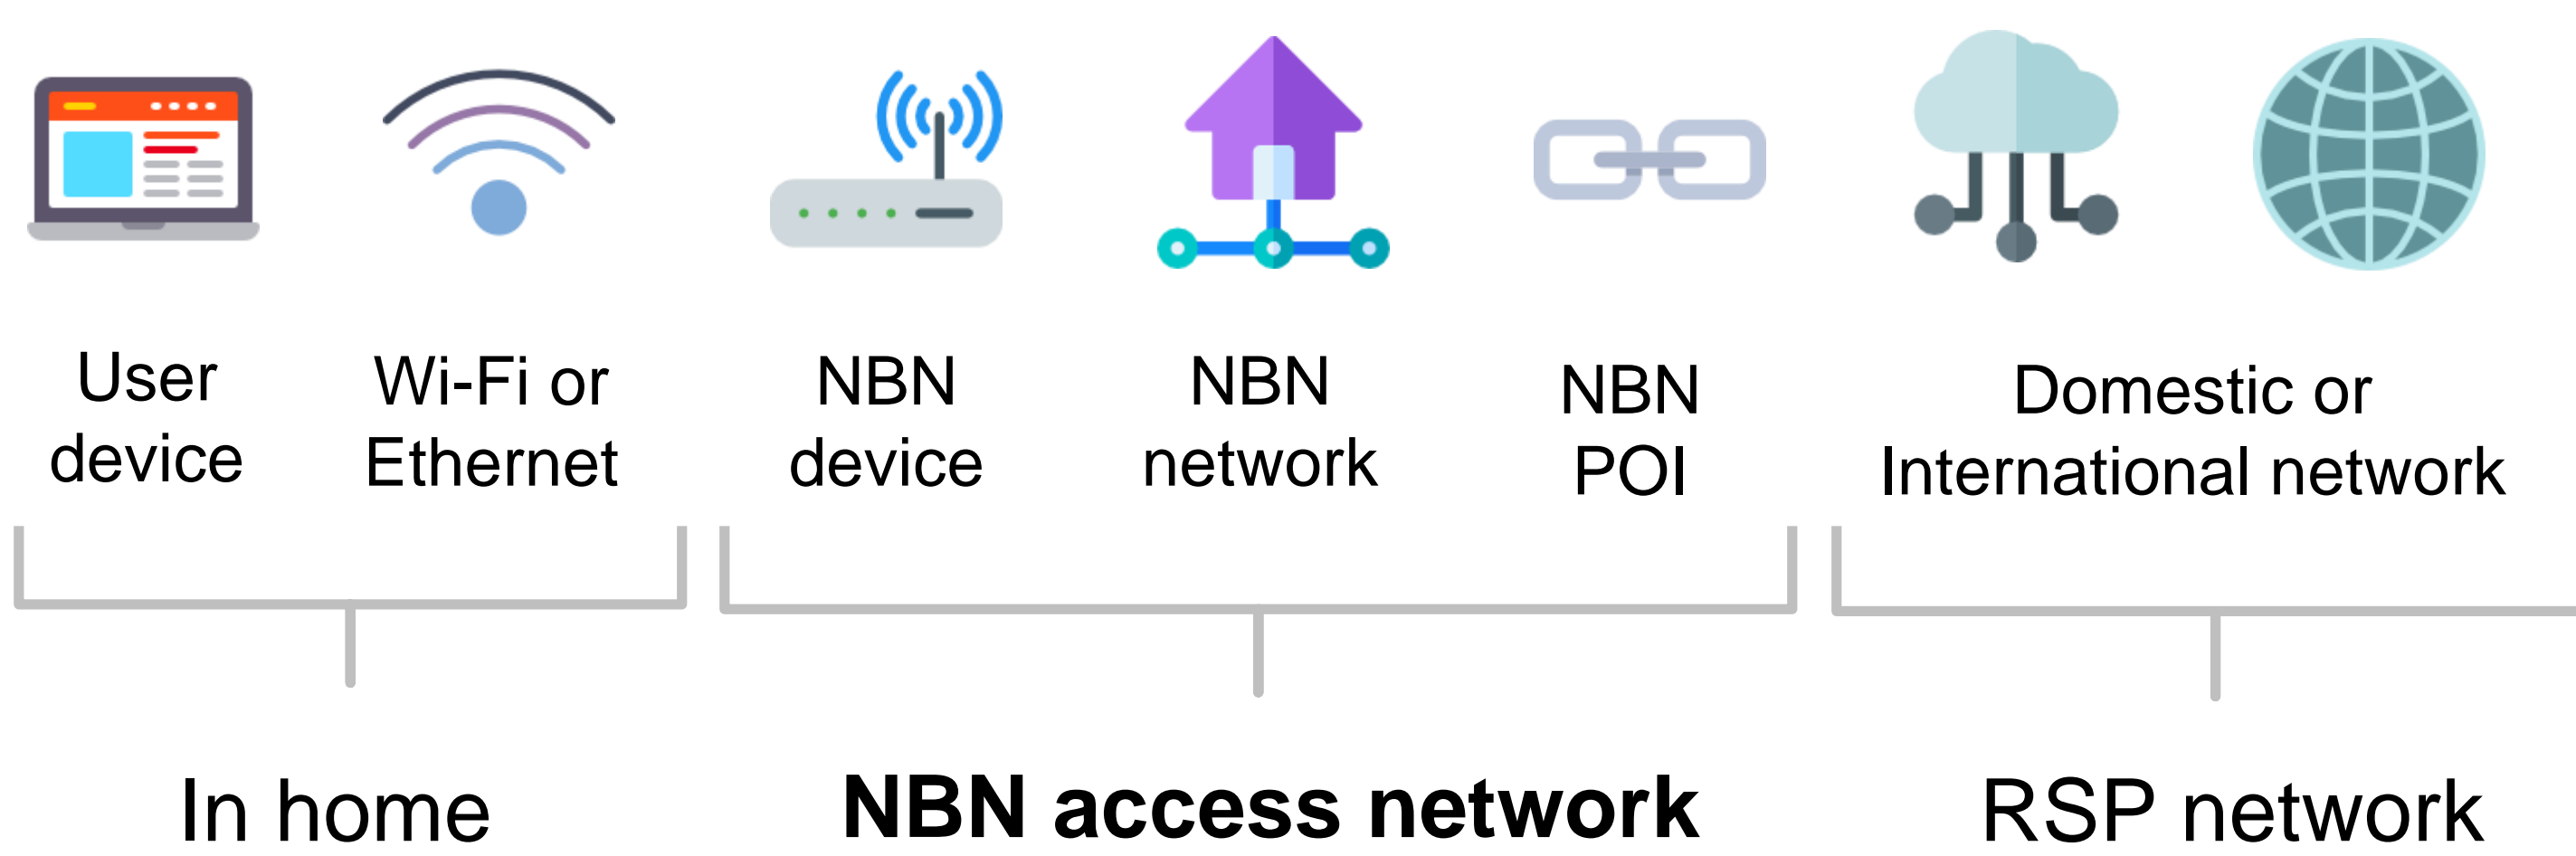 User
device
Wi-Fi or
Ethernet
NBN
device
NBN
network
NBN
POI
Domestic or
International network
In home
NBN access network
RSP network